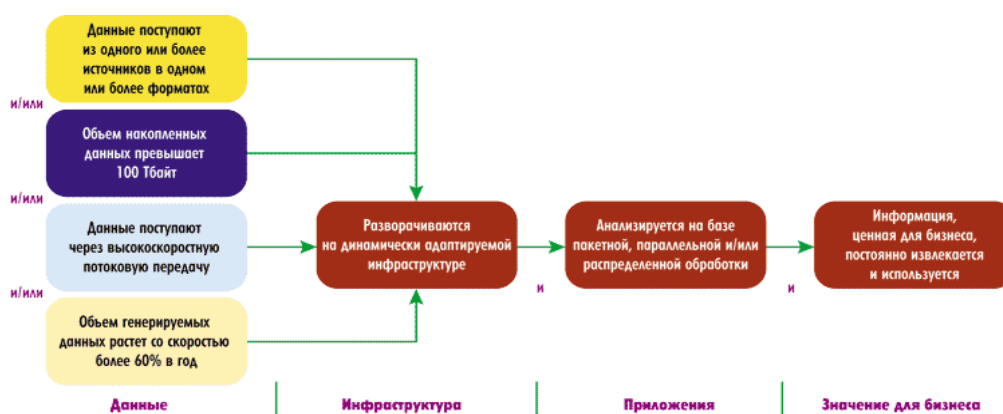 Данные поступают
из одного или более
источников в одном
или более форматах
и/или
Объем накопленных
данных превышает
100 Тбайт
и/или
Данные поступают
через высокоскоростную
потоковую передачу
и/или
Объем генерируемых
данных растет со скоростью
более 60% в год
Разворачиваются
на динамически адаптируемой
инфраструктуре
и
Анализируется на базе
пакетной, параллельной и/или
распределенной обработки
и
Информация,
ценная для бизнеса,
постоянно извлекается
и используется
Данные
Инфраструктура
Приложения
Значение для бизнеса